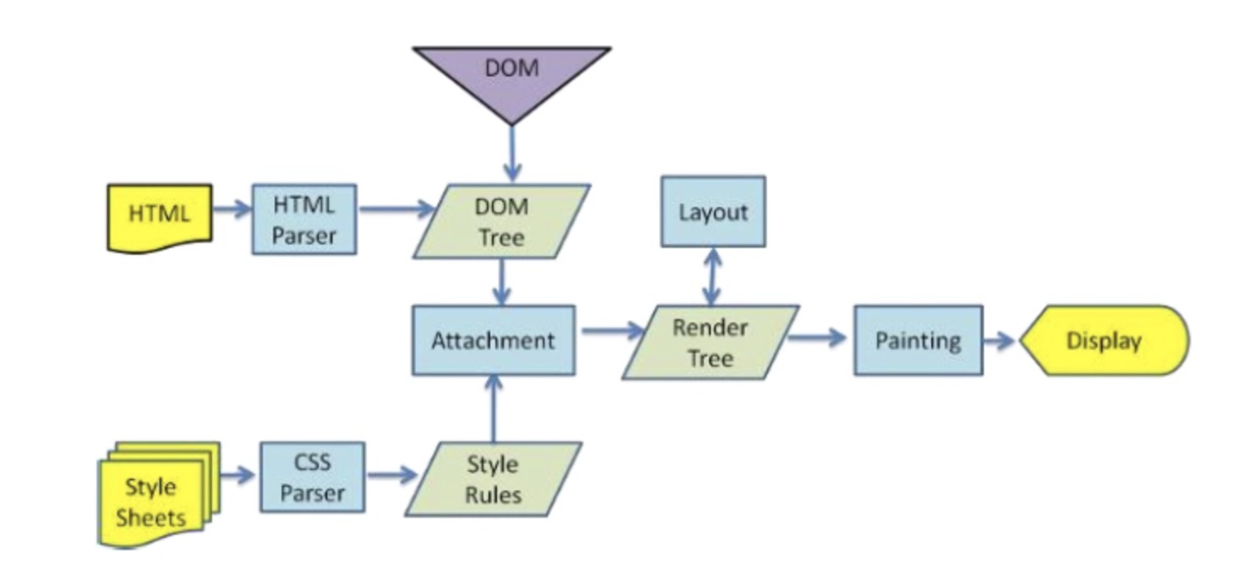 DOM
HTML
HTML
Parser
DOM
Tree
Layout
Attachment
Render
Tree
Painting
Display
Style
Sheets
CSS
Parser
Style
Rules